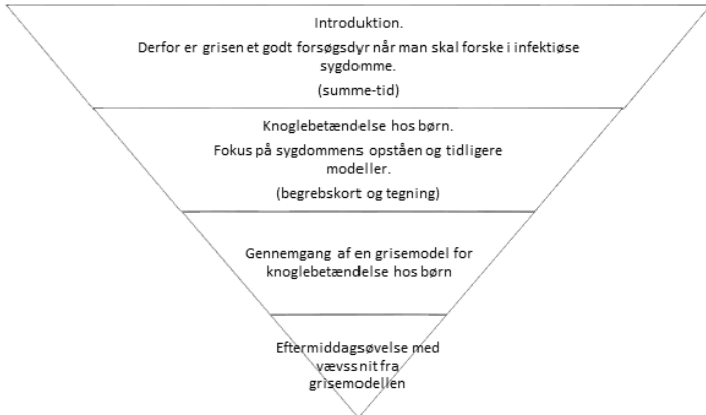 Introduktion.
Derfor er grisen et godt forsøgsdyr når man skal forske i infektiøse
sygdomme.
(summe-tid)
Knoglebetændelse hos børn.
Fokus på sygdommens opståen og tidligere
modeller.
(begrebskort og tegning)
Gennemgang af en grisemodel for
knoglebetændelse hos børn
Eftermiddagsøvelse med
vævssnit fra
grisemodellen